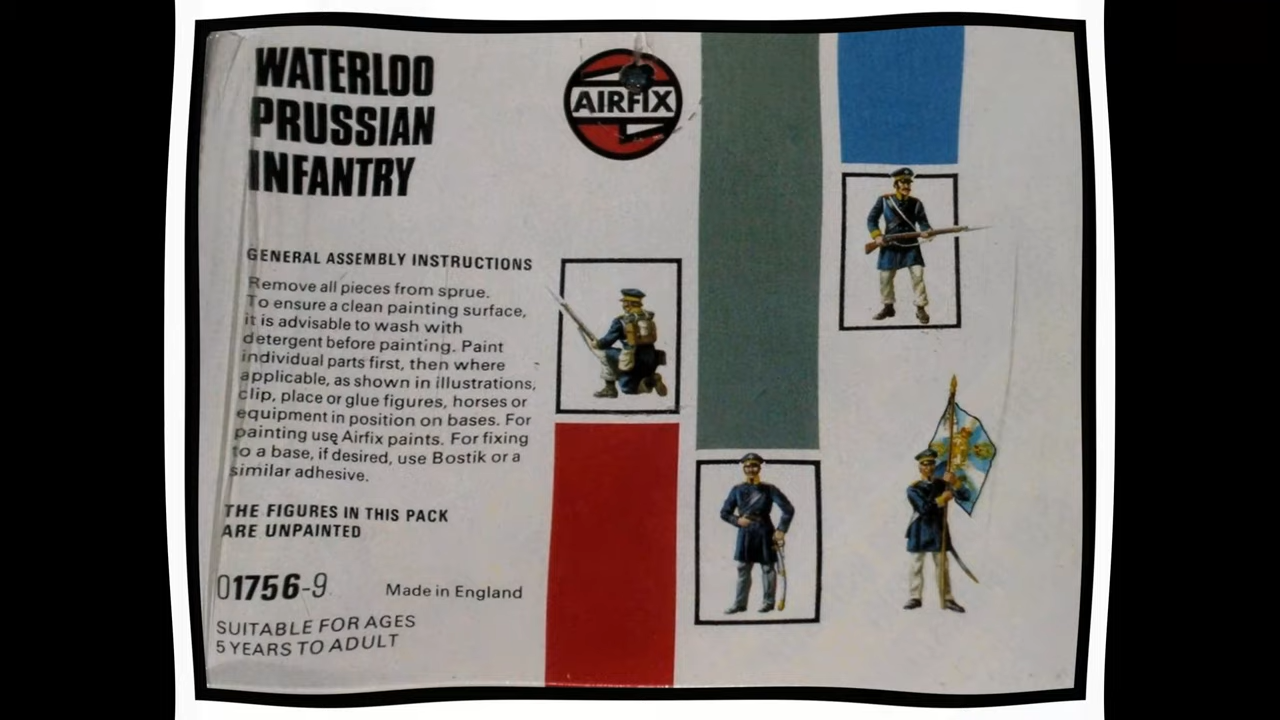 WATERLOO
PRUSSIAN
INFANTRY
AIRFIX
GENERAL ASSEMBLY INSTRUCTIONS
Remove all pieces from sprue.
To ensure a clean painting surface,
it is advisable to wash with
detergent before painting. Paint
individual parts first, then where
applicable, as shown in illustrations,
clip, place or glue figures, horses or
equipment in position on bases. For
painting use Airfix paints. For fixing
to a base, if desired, use Bostik or a
similar adhesive.
THE FIGURES IN THIS PACK
ARE UNPAINTED
01756-9
Made in England
SUITABLE FOR AGES
5 YEARS TO ADULT